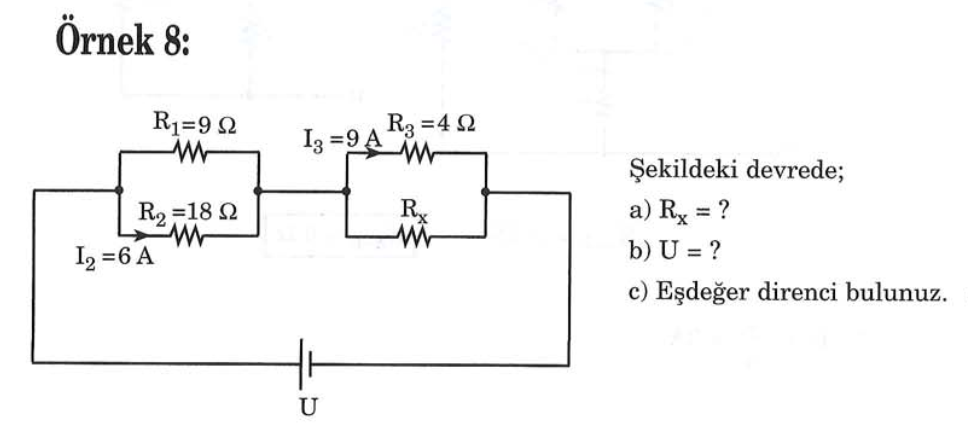 Örnek 8:
R₁=9 Ω
I₃ =9 A
R₃ =4 Ω
R₂ =18 Ω
Rₓ
I₂ =6 A
U
Şekildeki devrede;
a) Rₓ = ?
b) U = ?
c) Eşdeğer direnci bulunuz.